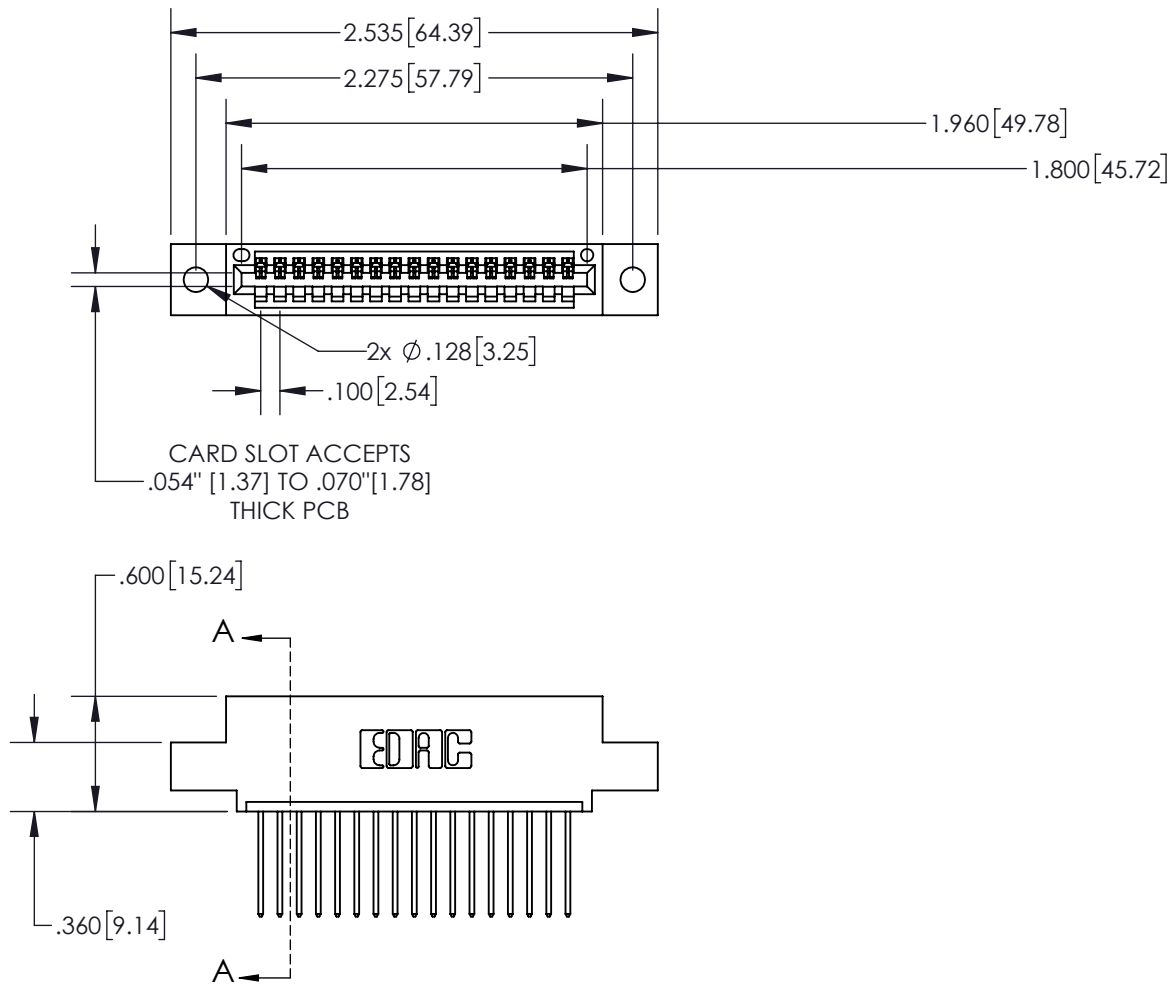 2.535[64.39]
2.275[57.79]
1.960[49.78]
1.800[45.72]
2x Ø.128[3.25]
.100[2.54]
CARD SLOT ACCEPTS
.054" [1.37] TO .070"[1.78]
THICK PCB
.600[15.24]
A
EDAC
.360[9.14]
A